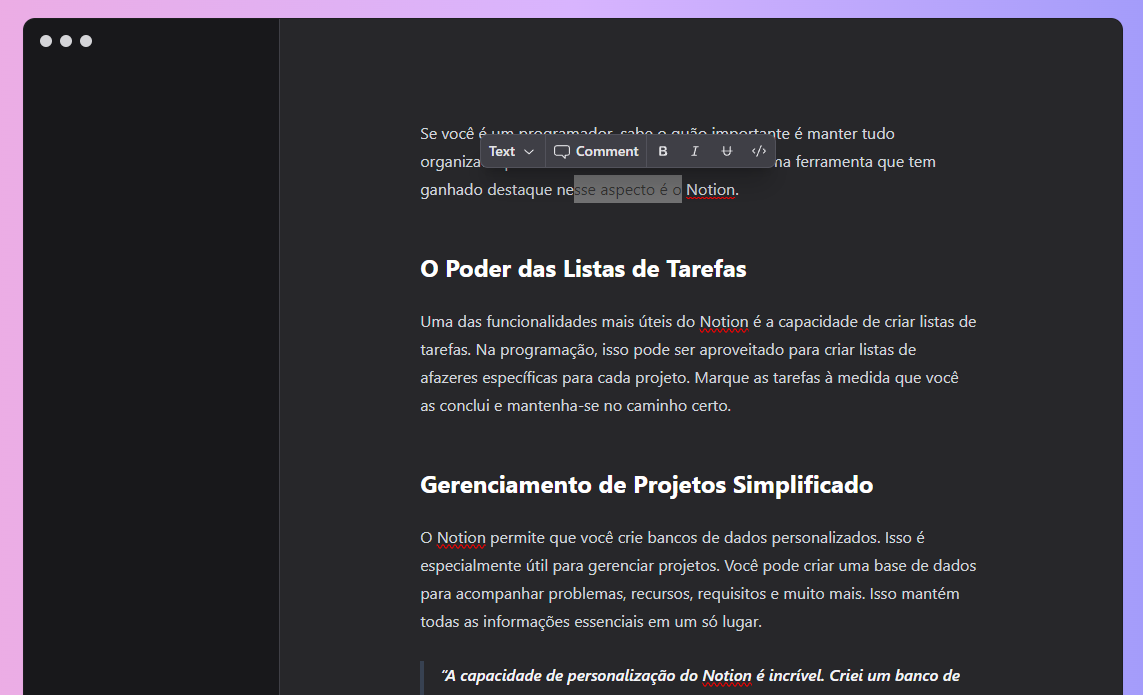 Se você é um programador, sabe o quão importante é manter tudo
Text Comment B I U </>
organiza ma ferramenta que tem
ganhado destaque nesse aspecto é o Notion.
O Poder das Listas de Tarefas
Uma das funcionalidades mais úteis do Notion é a capacidade de criar listas de
tarefas. Na programação, isso pode ser aproveitado para criar listas de
afazeres específicas para cada projeto. Marque as tarefas à medida que você
as conclui e mantenha-se no caminho certo.
Gerenciamento de Projetos Simplificado
O Notion permite que você crie bancos de dados personalizados. Isso é
especialmente útil para gerenciar projetos. Você pode criar uma base de dados
para acompanhar problemas, recursos, requisitos e muito mais. Isso mantém
todas as informações essenciais em um só lugar.
"A capacidade de personalização do Notion é incrível. Criei um banco de